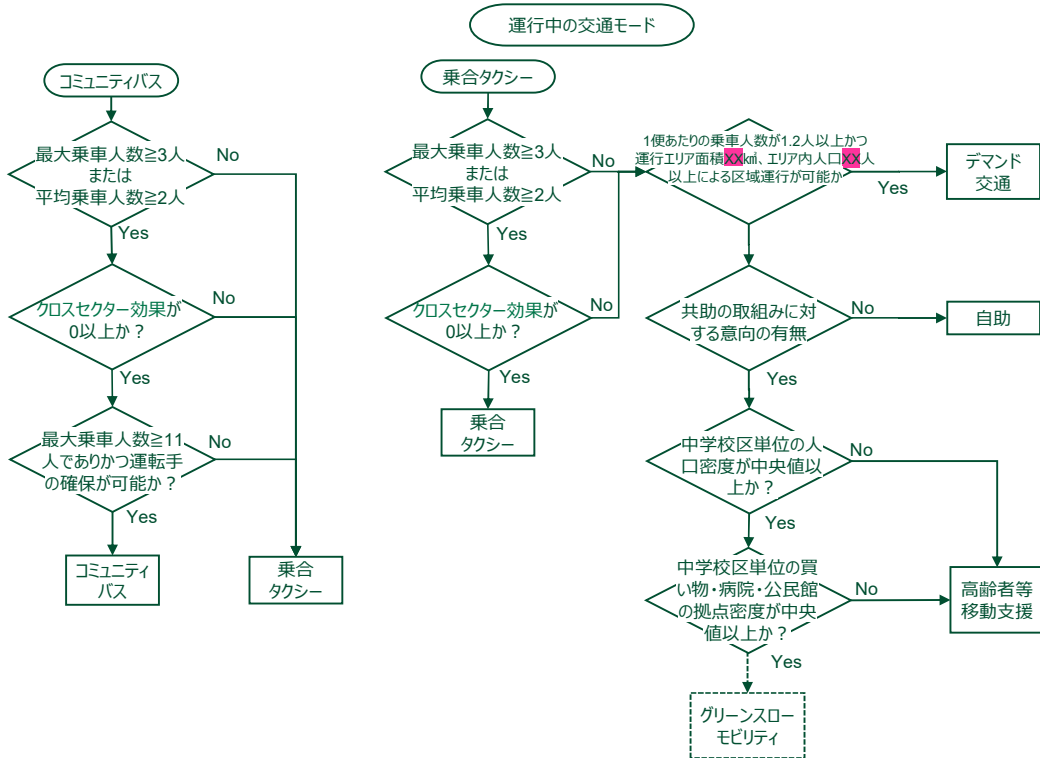 運行中の交通モード
コミュニティバス
最大乗車人数≧3人
または
平均乗車人数≧2人
No
Yes
クロスセクター効果が
0以上か？
No
Yes
最大乗車人数≧11
人でありかつ運転手
の確保が可能か？
No
Yes
コミュニティ
バス
乗合
タクシー
乗合タクシー
最大乗車人数≧3人
または
平均乗車人数≧2人
No
Yes
クロスセクター効果が
0以上か？
No
Yes
乗合
タクシー
1便あたりの乗車人数が1.2人以上かつ
運行エリア面積xx㎢、エリア内人口xx人
以上による区域運行が可能か
Yes
デマンド
交通
共助の取組みに対
する意向の有無
No
自助
Yes
中学校区単位の人
口密度が中央値以
上か？
No
Yes
中学校区単位の買
い物・病院・公民館
の拠点密度が中央
値以上か？
No
高齢者等
移動支援
Yes
グリーンスロー
モビリティ